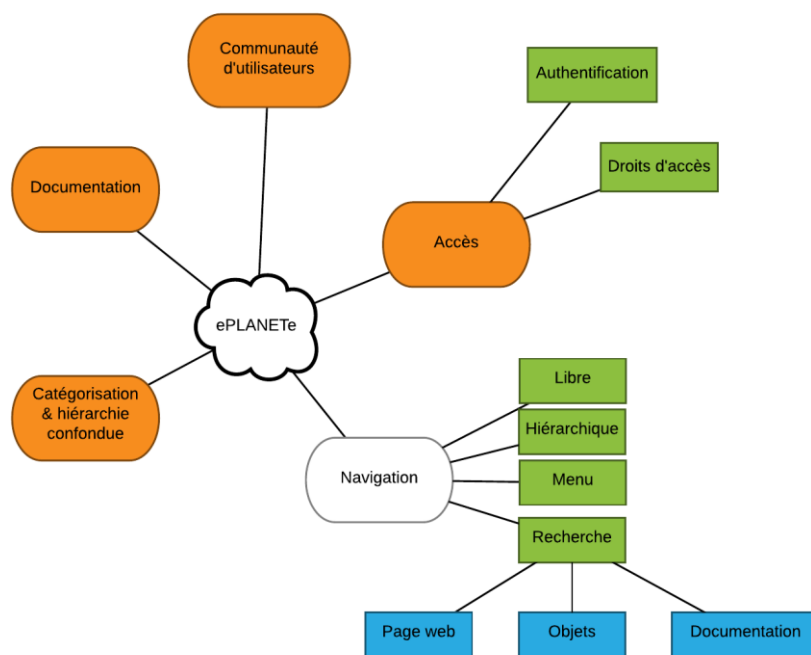 Communauté
d'utilisateurs
Authentification
Droits d'accès
Documentation
Accès
ePLANETe
Catégorisation
& hiérarchie
confondue
Libre
Hiérarchique
Navigation
Menu
Recherche
Page web
Objets
Documentation